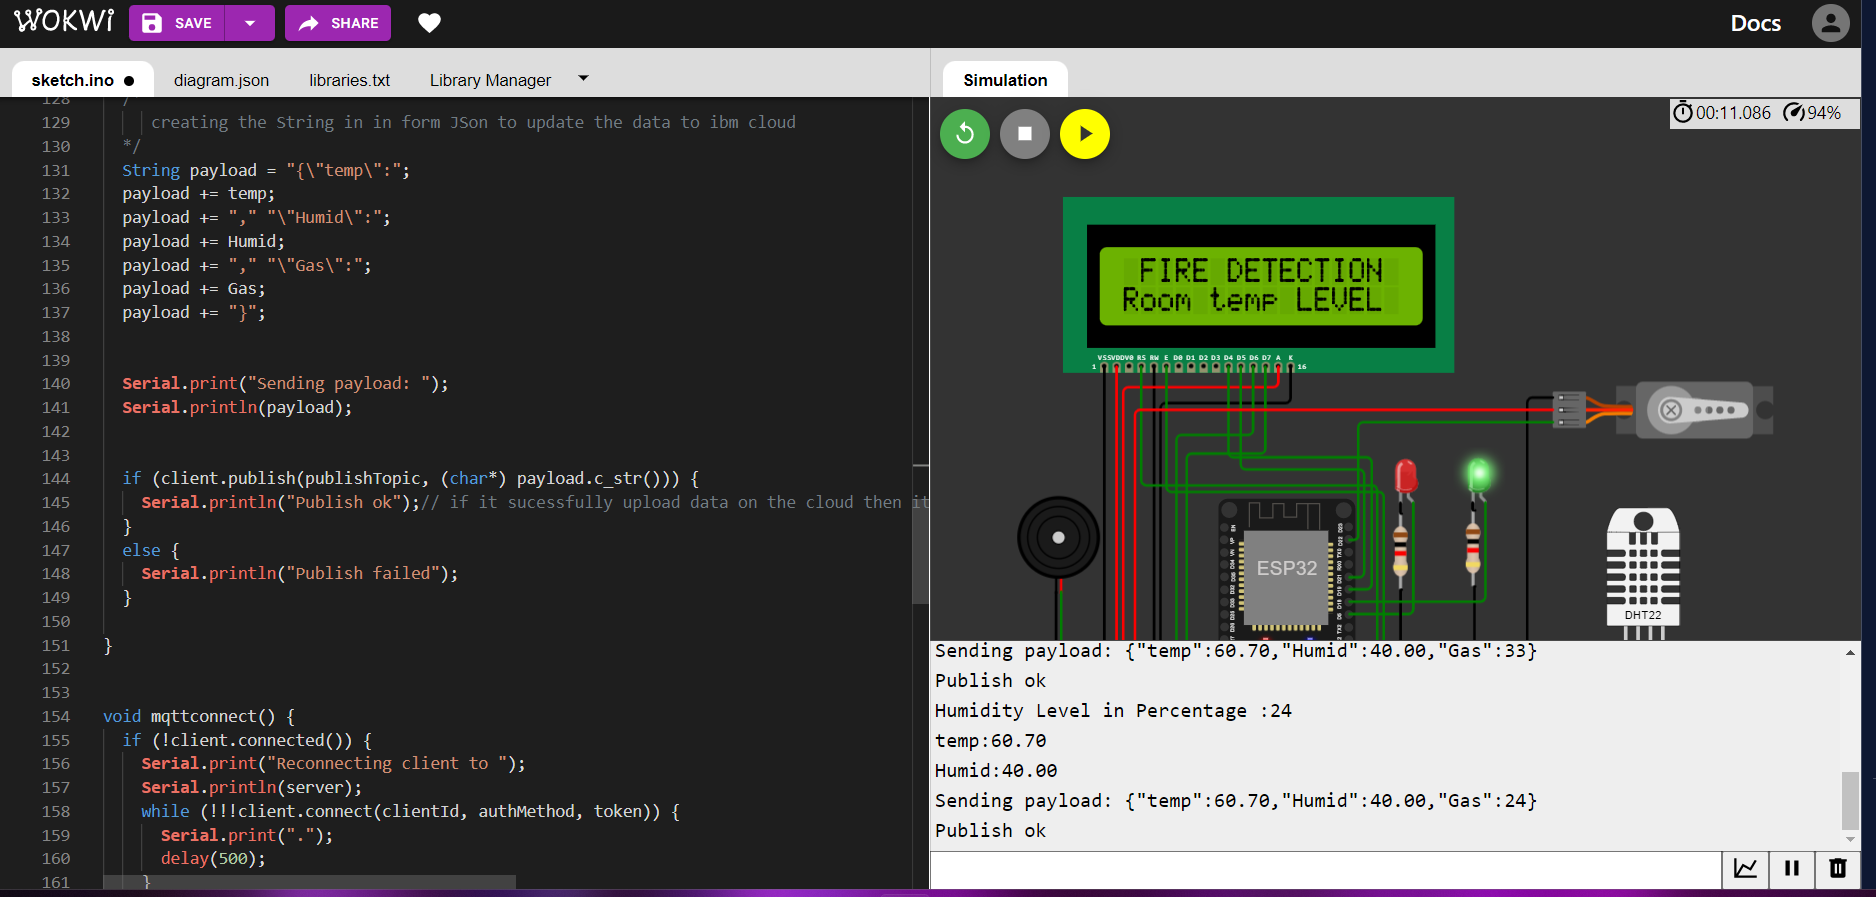 WOKWi
SAVE
SHARE
Docs
sketch.ino ●
diagram.json
libraries.txt
Library Manager
128 /*
129 creating the String in in form JSon to update the data to ibm cloud
130 */
131 String payload = "{\"temp\":";
132 payload += temp;
133 payload += "," "\"Humid\":";
134 payload += Humid;
135 payload += "," "\"Gas\":";
136 payload += Gas;
137 payload += "}";
138
139
140 Serial.print("Sending payload: ");
141 Serial.println(payload);
142
143
144 if (client.publish(publishTopic, (char*) payload.c_str())) {
145 Serial.println("Publish ok");// if it sucessfully upload data on the cloud then it
146 }
147 else {
148 Serial.println("Publish failed");
149 }
150
151 }
152
153
154 void mqttconnect() {
155 if (!client.connected()) {
156 Serial.print("Reconnecting client to ");
157 Serial.println(server);
158 while (!!!client.connect(clientId, authMethod, token)) {
159 Serial.print(".");
160 delay(500);
161 }
Simulation
00:11.086 94%
FIRE DETECTION
Room temp LEVEL
1 VSS VDD V0 RS RW E D0 D1 D2 D3 D4 D5 D6 D7 A K 16
ESP32
DHT22
Sending payload: {"temp":60.70,"Humid":40.00,"Gas":33}
Publish ok
Humidity Level in Percentage :24
temp:60.70
Humid:40.00
Sending payload: {"temp":60.70,"Humid":40.00,"Gas":24}
Publish ok